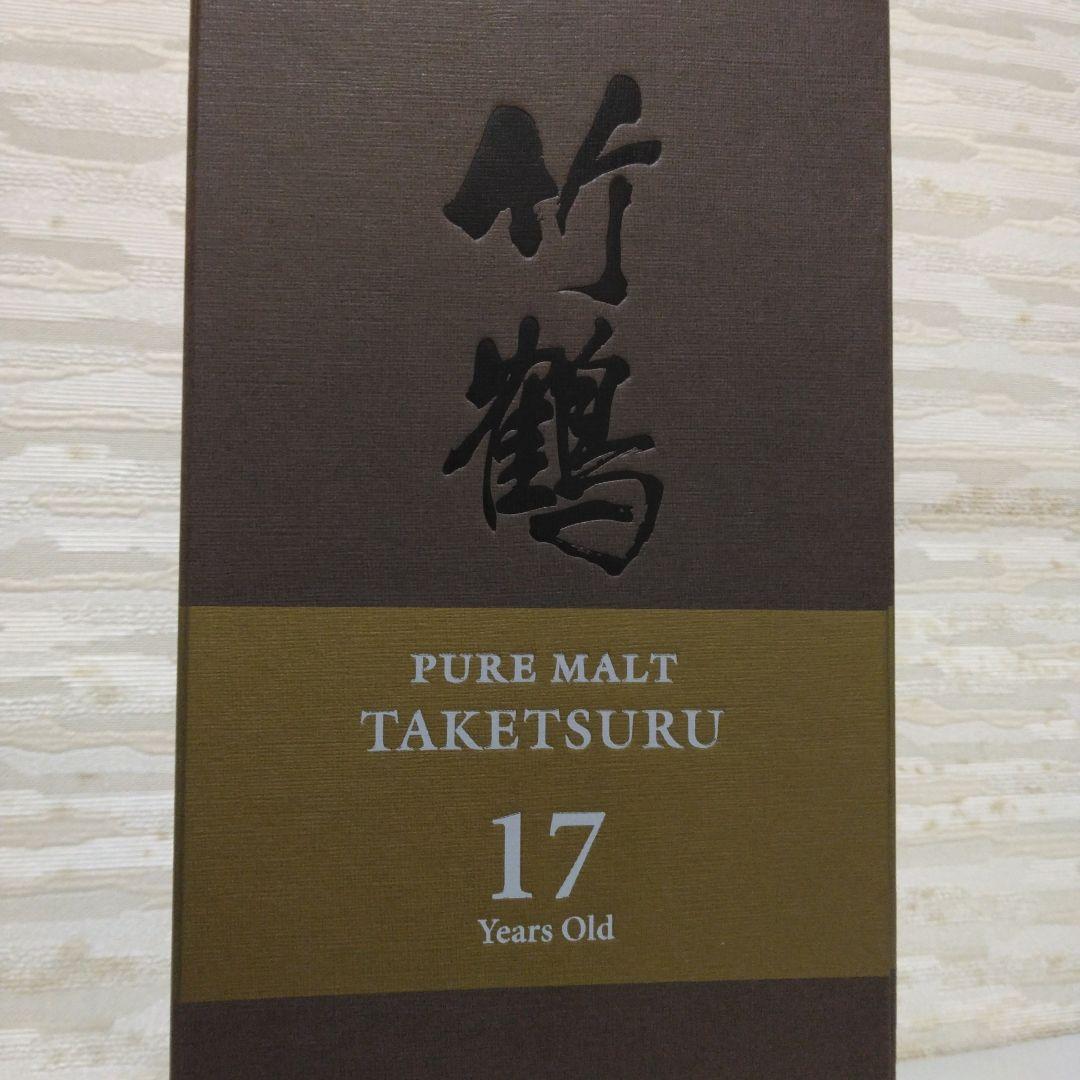 竹鶴
PURE MALT
TAKETSURU
17
Years Old